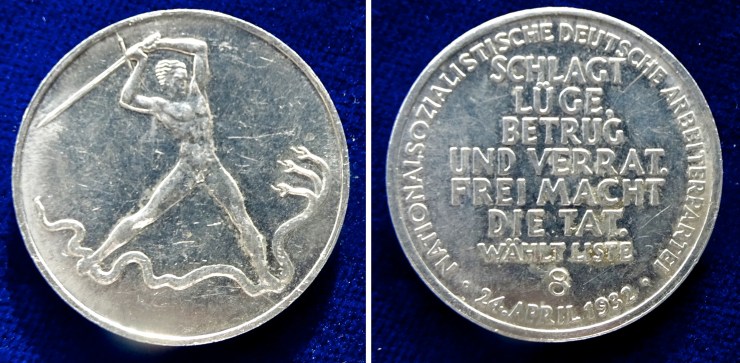 NATIONALSOZIALISTISCHE DEUTSCHE ARBEITERPARTEI
SCHLAGT
LÜGE,
BETRUG
UND VERRAT.
FREI MACHT
DIE TAT.
WÄHLT LISTE
8
· 24. APRIL 1932 ·